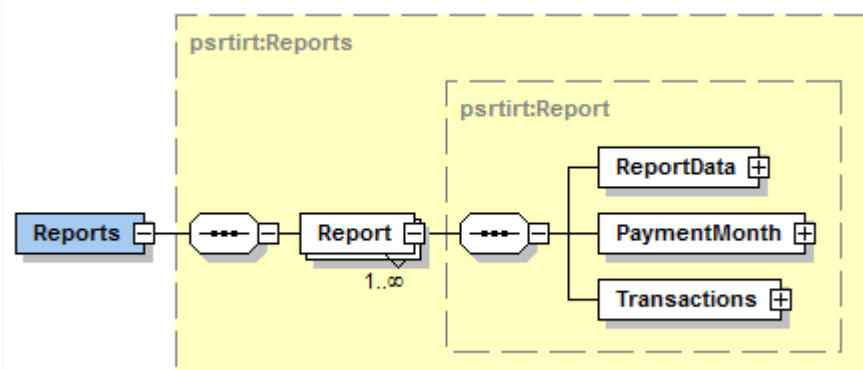 psrtirt:Reports
psrtirt:Report
ReportData
Reports
Report
PaymentMonth
1..∞
Transactions